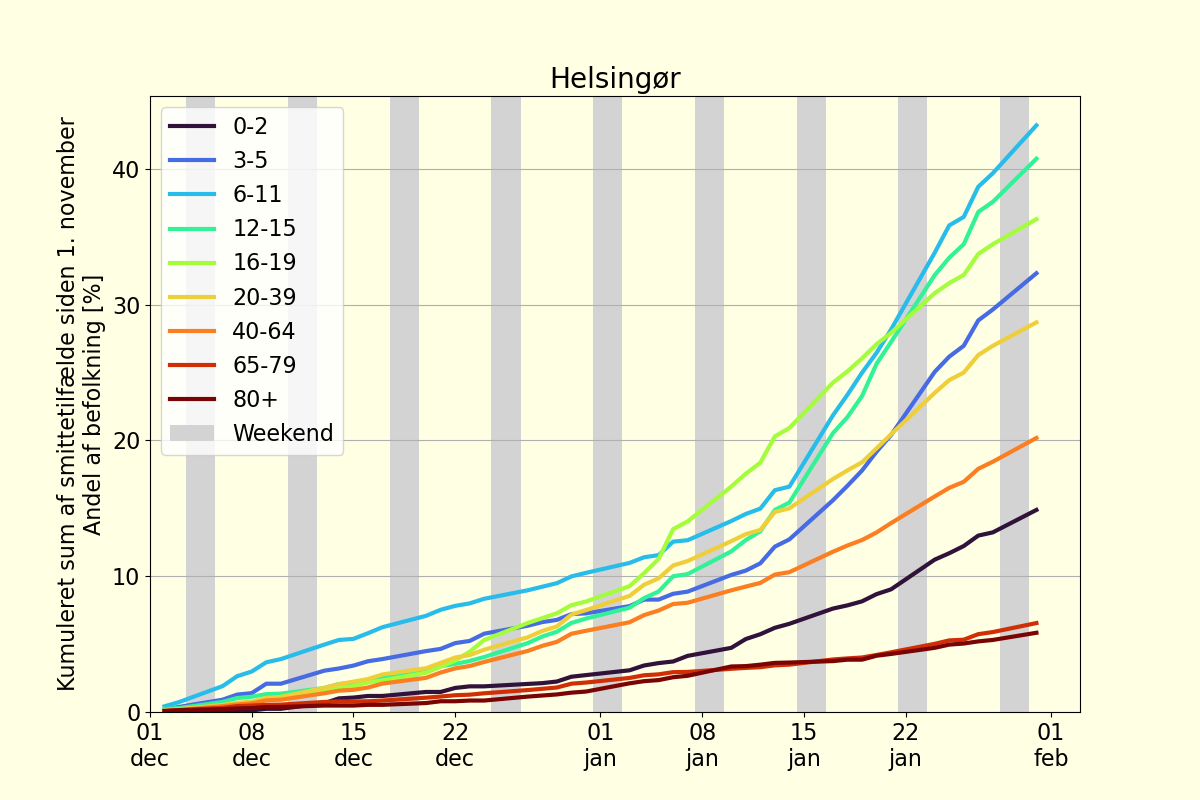 Helsingør
Kumuleret sum af smittetilfælde siden 1. november
Andel af befolkning [%]
40
30
20
10
0
0-2
3-5
6-11
12-15
16-19
20-39
40-64
65-79
80+
Weekend
01 08 15 22 01 08 15 22 01
dec dec dec dec jan jan jan jan feb